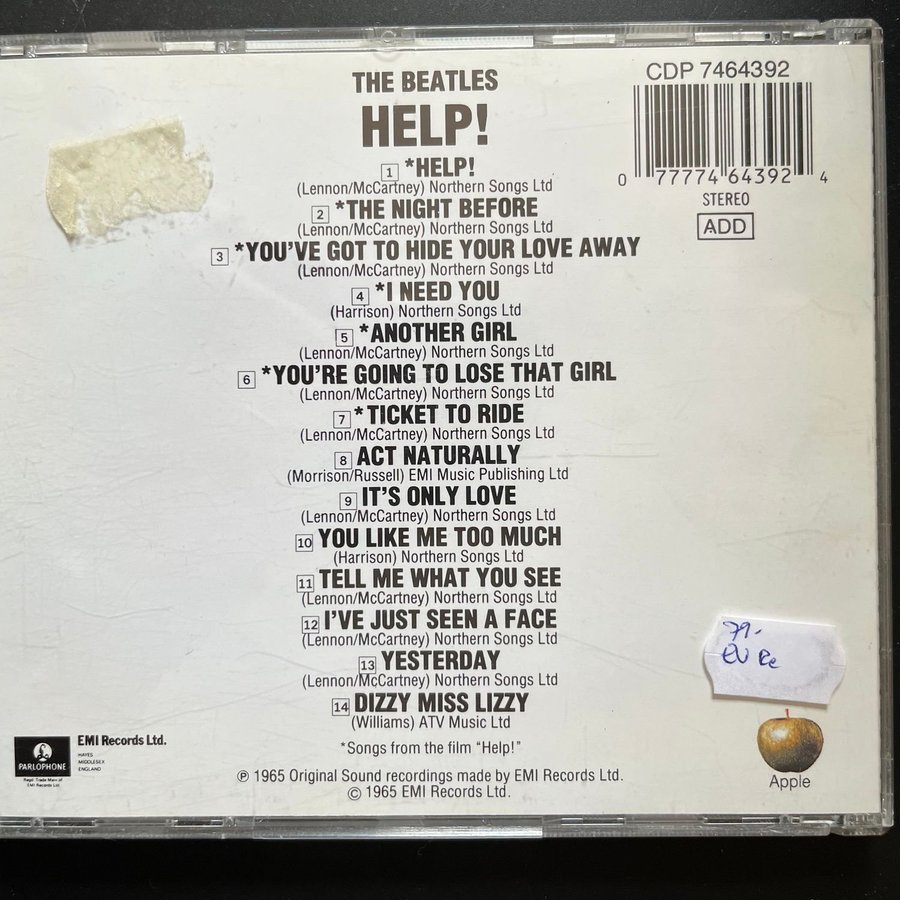 THE BEATLES
HELP!
CDP 7464392
0 77774 64392 4
STEREO
ADD
1 *HELP!
(Lennon/McCartney) Northern Songs Ltd
2 *THE NIGHT BEFORE
(Lennon/McCartney) Northern Songs Ltd
3 *YOU'VE GOT TO HIDE YOUR LOVE AWAY
(Lennon/McCartney) Northern Songs Ltd
4 *I NEED YOU
(Harrison) Northern Songs Ltd
5 *ANOTHER GIRL
(Lennon/McCartney) Northern Songs Ltd
6 *YOU'RE GOING TO LOSE THAT GIRL
(Lennon/McCartney) Northern Songs Ltd
7 *TICKET TO RIDE
(Lennon/McCartney) Northern Songs Ltd
8 ACT NATURALLY
(Morrison/Russell) EMI Music Publishing Ltd
9 IT'S ONLY LOVE
(Lennon/McCartney) Northern Songs Ltd
10 YOU LIKE ME TOO MUCH
(Harrison) Northern Songs Ltd
11 TELL ME WHAT YOU SEE
(Lennon/McCartney) Northern Songs Ltd
12 I'VE JUST SEEN A FACE
(Lennon/McCartney) Northern Songs Ltd
13 YESTERDAY
(Lennon/McCartney) Northern Songs Ltd
14 DIZZY MISS LIZZY
(Williams) ATV Music Ltd
*Songs from the film "Help!"
℗ 1965 Original Sound recordings made by EMI Records Ltd.
© 1965 EMI Records Ltd.
PARLOPHONE
EMI Records Ltd.
HAYES
MIDDLESEX
ENGLAND
79.-
Apple